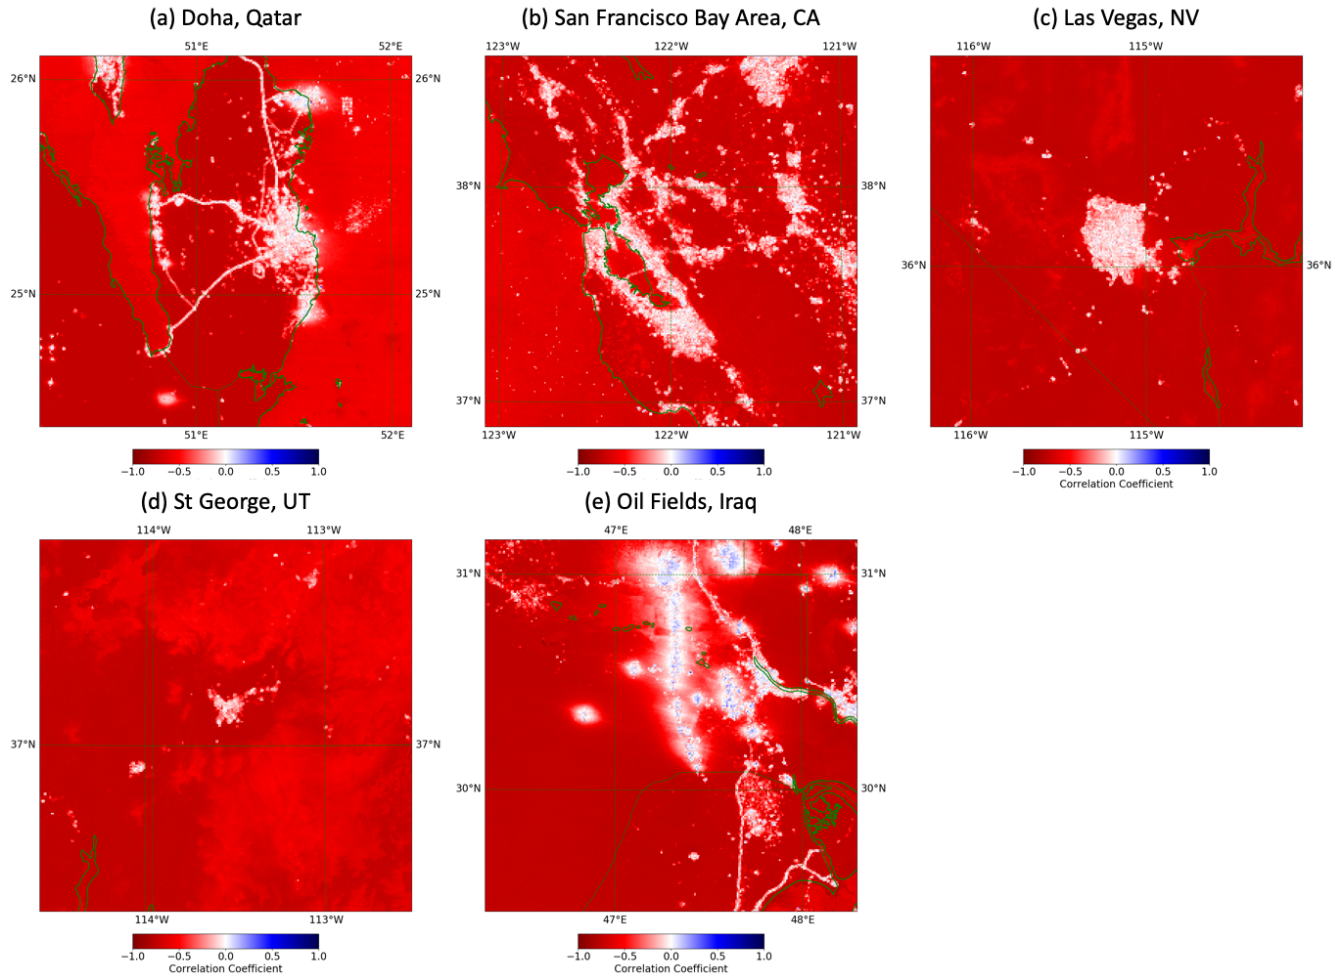 (a) Doha, Qatar
51°E 52°E
26°N 26°N
25°N 25°N
51°E 52°E
−1.0 −0.5 0.0 0.5 1.0
(b) San Francisco Bay Area, CA
123°W 122°W 121°W
38°N 38°N
37°N 37°N
123°W 122°W 121°W
−1.0 −0.5 0.0 0.5 1.0
(c) Las Vegas, NV
116°W 115°W
36°N 36°N
116°W 115°W
−1.0 −0.5 0.0 0.5 1.0
Correlation Coefficient
(d) St George, UT
114°W 113°W
37°N 37°N
114°W 113°W
−1.0 −0.5 0.0 0.5 1.0
Correlation Coefficient
(e) Oil Fields, Iraq
47°E 48°E
31°N 31°N
30°N 30°N
47°E 48°E
−1.0 −0.5 0.0 0.5 1.0
Correlation Coefficient